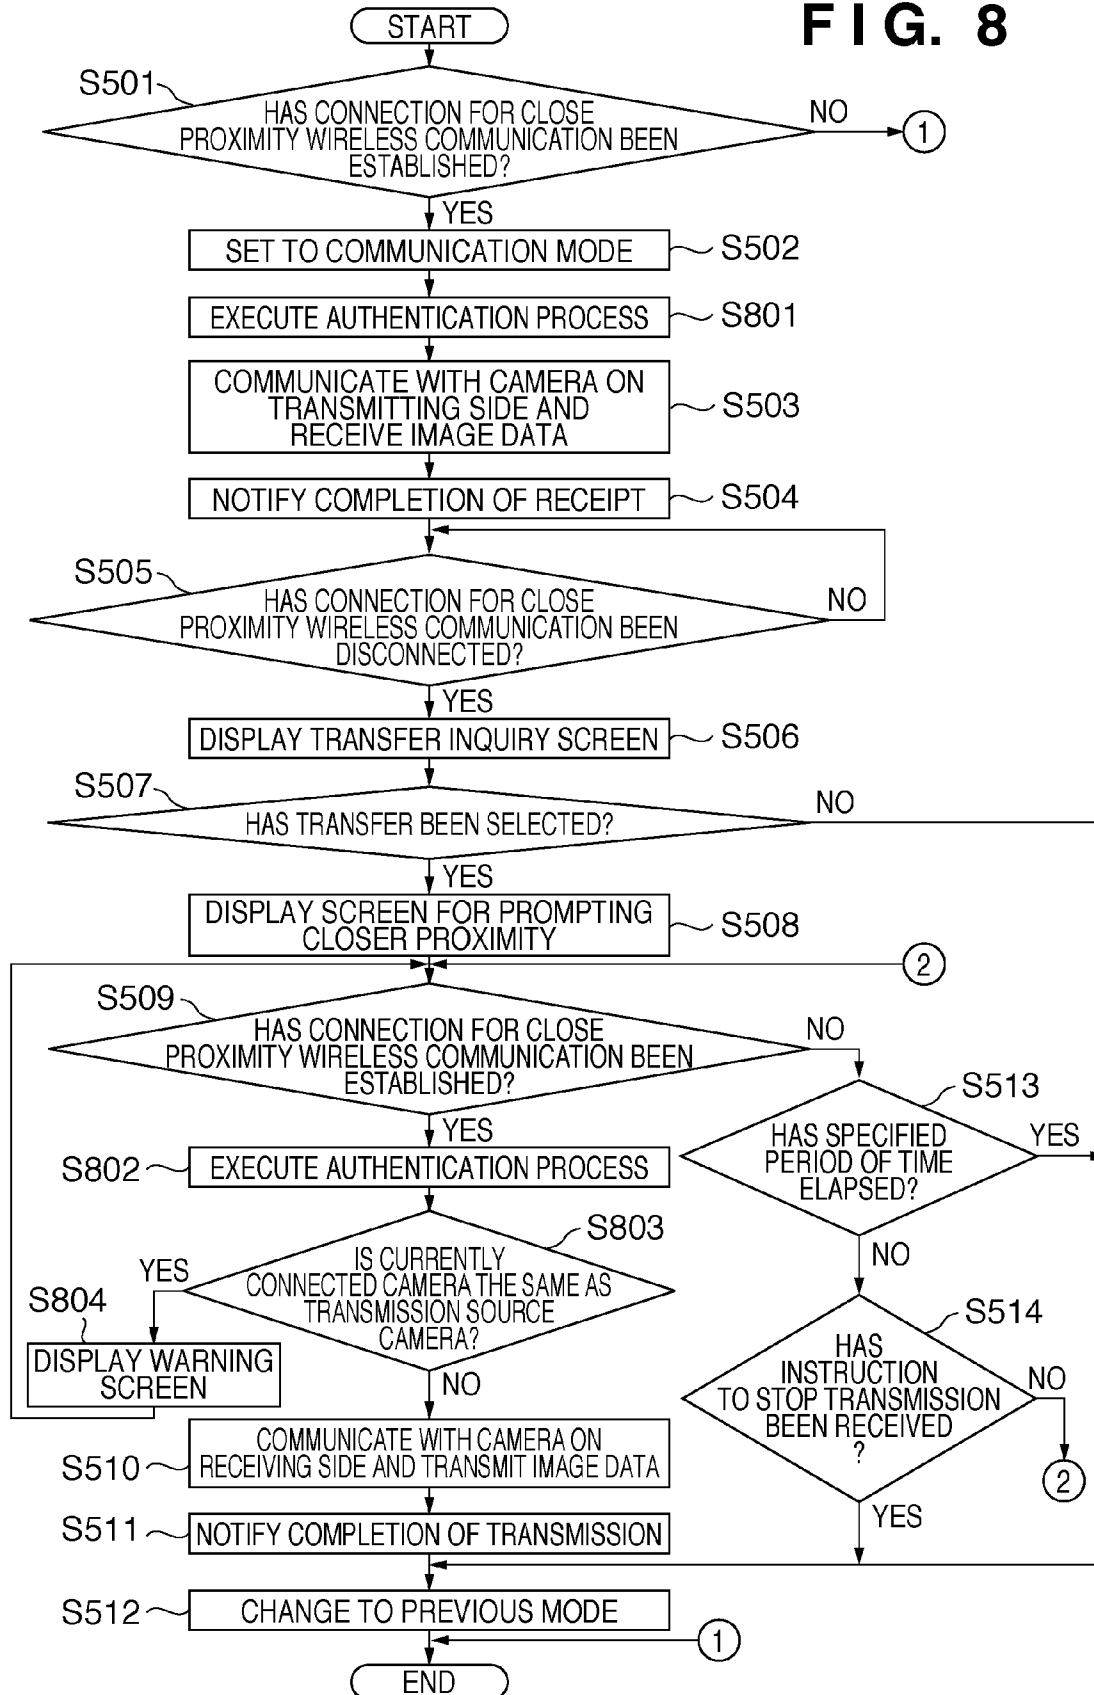 FIG. 8
START
S501
HAS CONNECTION FOR CLOSE
PROXIMITY WIRELESS COMMUNICATION BEEN
ESTABLISHED?
NO
1
YES
SET TO COMMUNICATION MODE
S502
EXECUTE AUTHENTICATION PROCESS
S801
COMMUNICATE WITH CAMERA ON
TRANSMITTING SIDE AND
RECEIVE IMAGE DATA
S503
NOTIFY COMPLETION OF RECEIPT
S504
S505
HAS CONNECTION FOR CLOSE
PROXIMITY WIRELESS COMMUNICATION BEEN
DISCONNECTED?
NO
YES
DISPLAY TRANSFER INQUIRY SCREEN
S506
S507
HAS TRANSFER BEEN SELECTED?
NO
YES
DISPLAY SCREEN FOR PROMPTING
CLOSER PROXIMITY
S508
2
S509
HAS CONNECTION FOR CLOSE
PROXIMITY WIRELESS COMMUNICATION BEEN
ESTABLISHED?
NO
YES
S513
HAS SPECIFIED
PERIOD OF TIME
ELAPSED?
YES
NO
S802
EXECUTE AUTHENTICATION PROCESS
S803
IS CURRENTLY
CONNECTED CAMERA THE SAME AS
TRANSMISSION SOURCE
CAMERA?
YES
NO
S804
DISPLAY WARNING
SCREEN
S514
HAS
INSTRUCTION
TO STOP TRANSMISSION
BEEN RECEIVED
?
NO
2
YES
S510
COMMUNICATE WITH CAMERA ON
RECEIVING SIDE AND TRANSMIT IMAGE DATA
S511
NOTIFY COMPLETION OF TRANSMISSION
S512
CHANGE TO PREVIOUS MODE
1
END